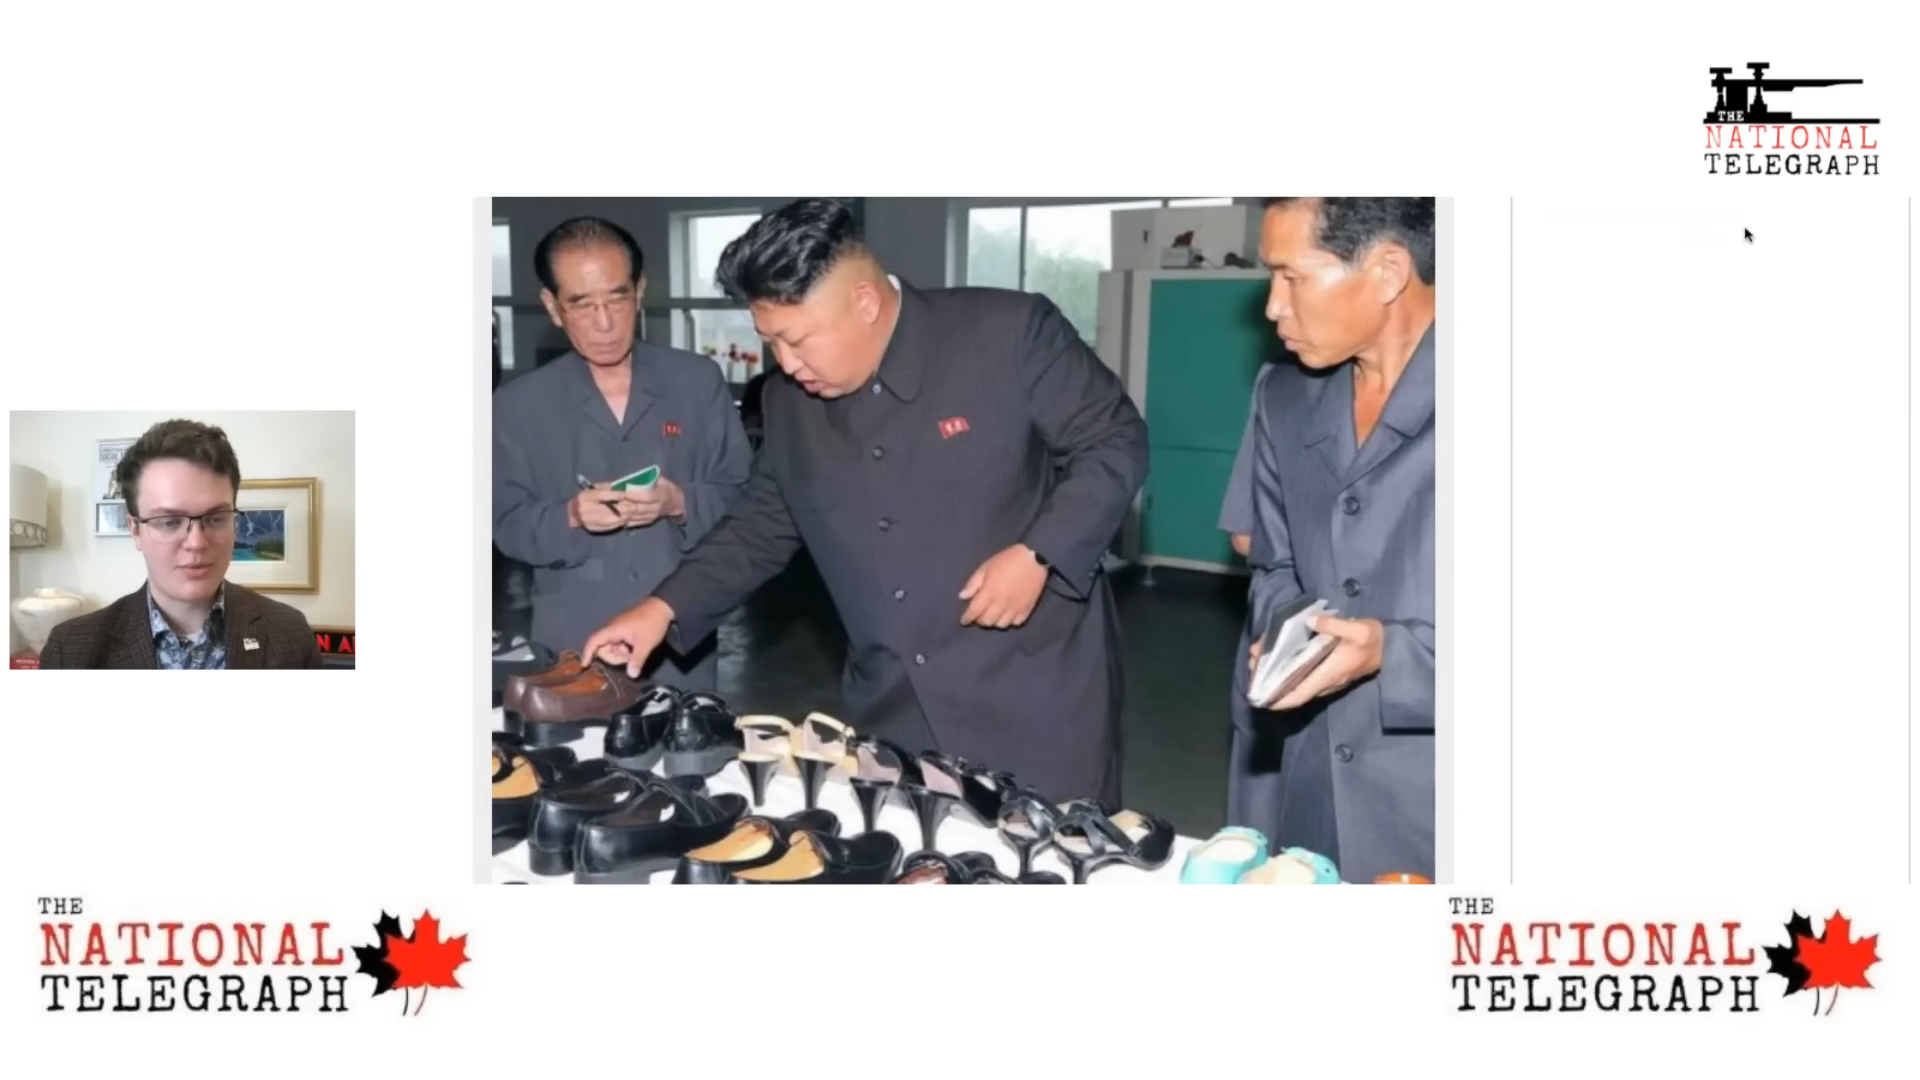 THE
NATIONAL
TELEGRAPH
N A
THE
NATIONAL
TELEGRAPH
THE
NATIONAL
TELEGRAPH